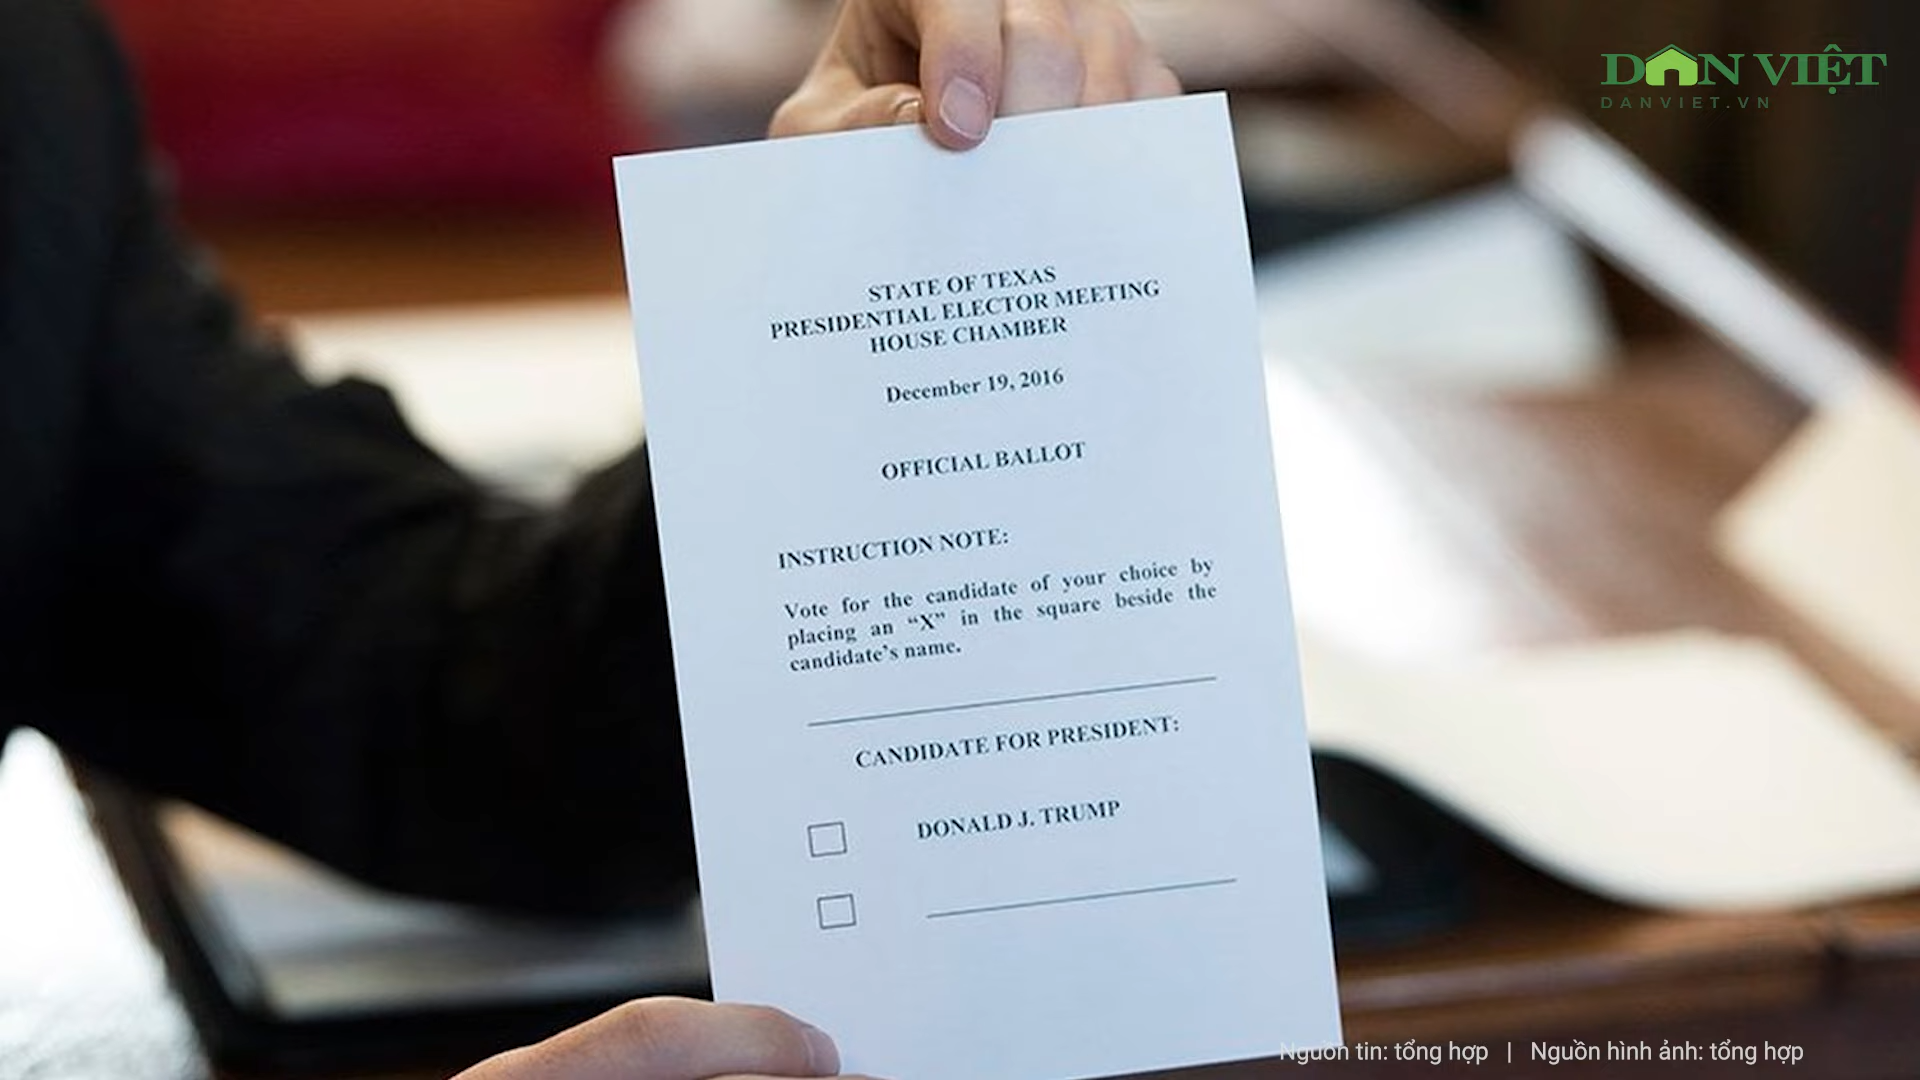 DÂN VIỆT
DANVIET.VN
STATE OF TEXAS
PRESIDENTIAL ELECTOR MEETING
HOUSE CHAMBER
December 19, 2016
OFFICIAL BALLOT
INSTRUCTION NOTE:
Vote for the candidate of your choice by
placing an “X” in the square beside the
candidate’s name.
CANDIDATE FOR PRESIDENT:
DONALD J. TRUMP
Nguồn tin: tổng hợp | Nguồn hình ảnh: tổng hợp